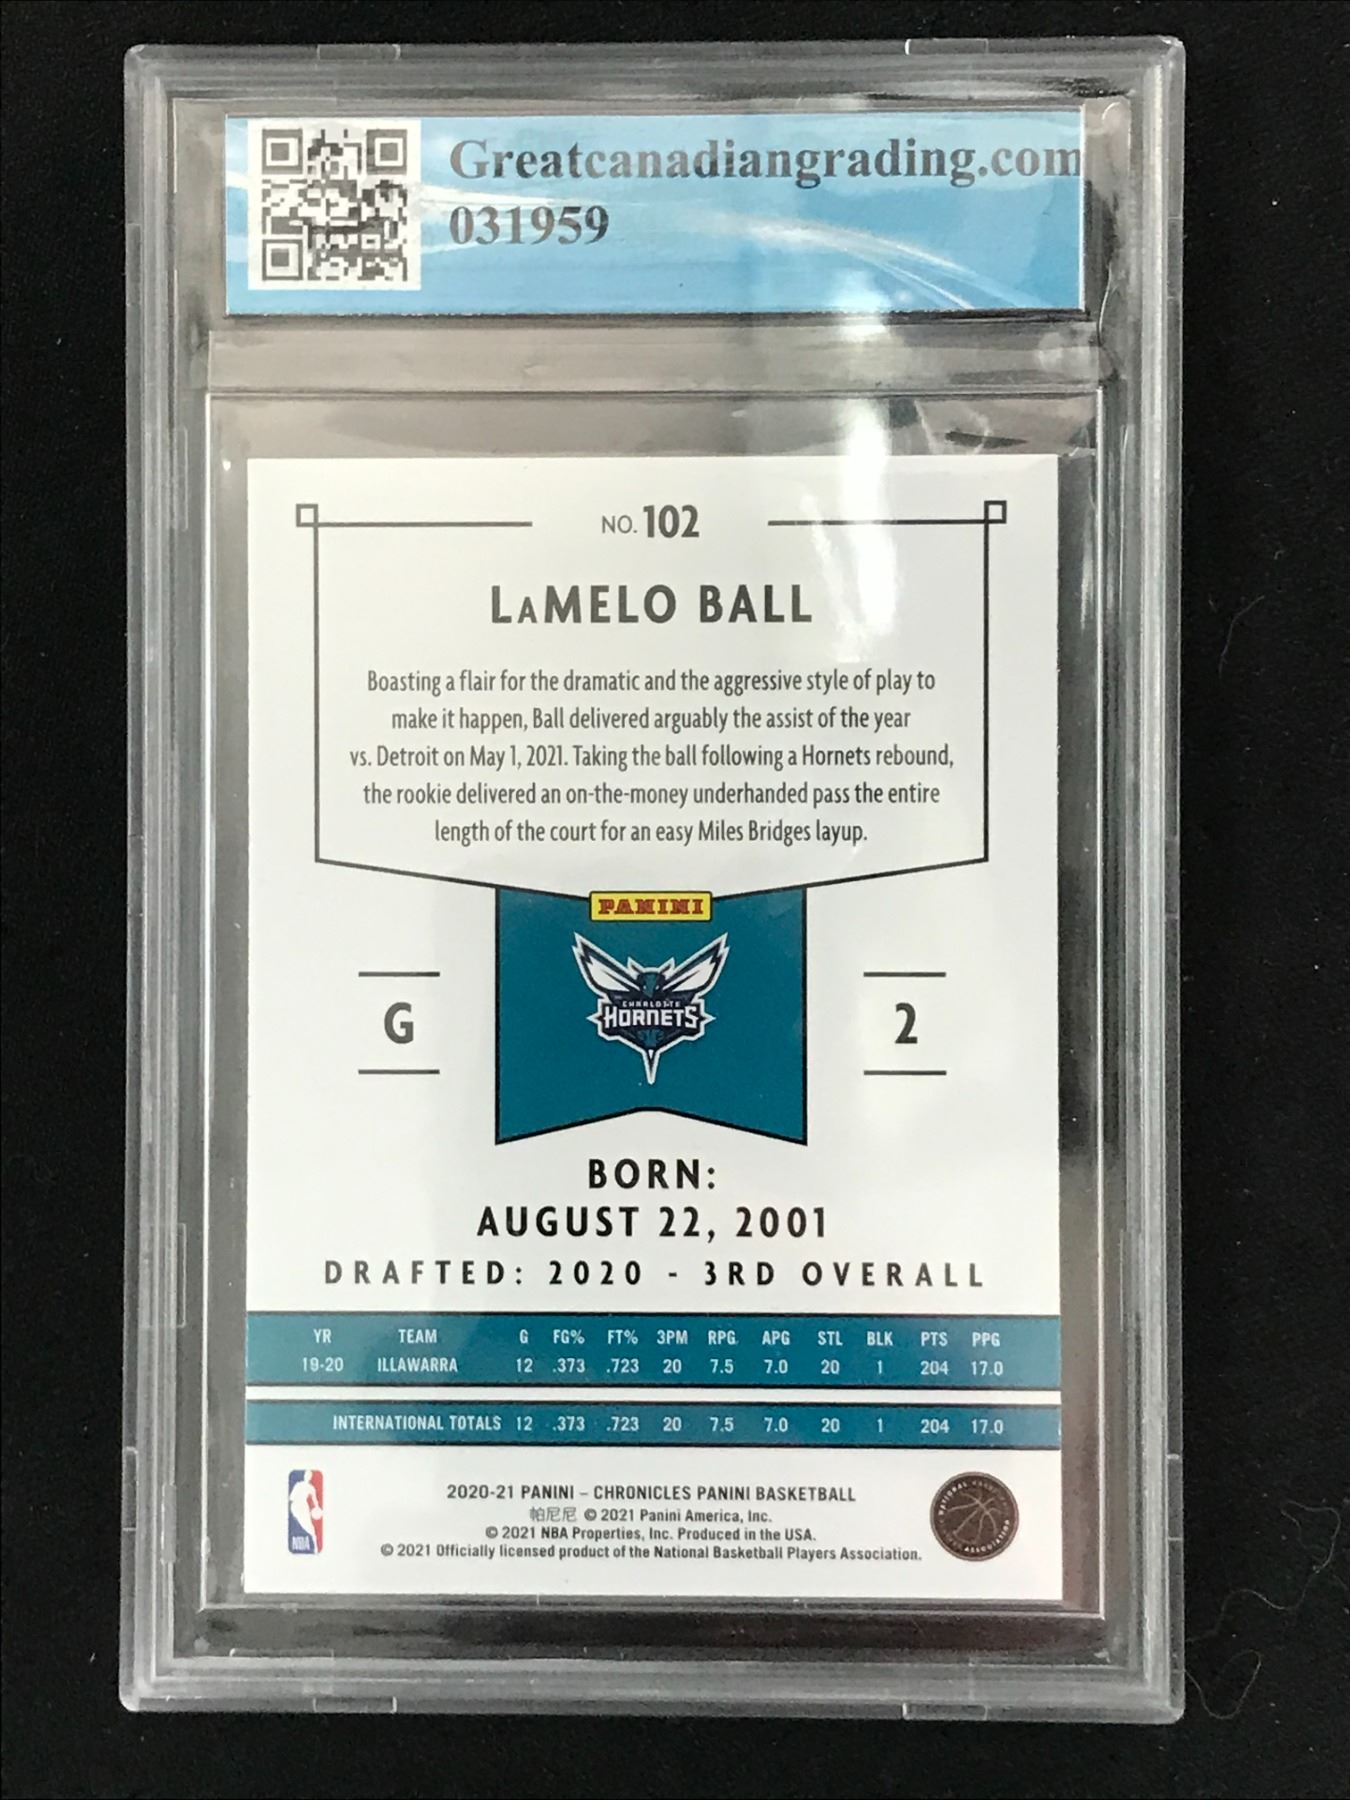 Greatcanadiangrading.com
031959
NO. 102
LAMELO BALL
Boasting a flair for the dramatic and the aggressive style of play to
make it happen, Ball delivered arguably the assist of the year
vs. Detroit on May 1, 2021. Taking the ball following a Hornets rebound,
the rookie delivered an on-the-money underhanded pass the entire
length of the court for an easy Miles Bridges layup.
PANINI
CHARLOTTE
HORNETS
G
2
BORN:
AUGUST 22, 2001
DRAFTED: 2020 - 3RD OVERALL
YR TEAM G FG% FT% 3PM RPG APG STL BLK PTS PPG
19-20 ILLAWARRA 12 .373 .723 20 7.5 7.0 20 1 204 17.0
INTERNATIONAL TOTALS 12 .373 .723 20 7.5 7.0 20 1 204 17.0
2020-21 PANINI – CHRONICLES PANINI BASKETBALL
帕尼尼 © 2021 Panini America, Inc.
© 2021 NBA Properties, Inc. Produced in the USA.
© 2021 Officially licensed product of the National Basketball Players Association.
NBA
NATIONAL BASKETBALL PLAYERS ASSOCIATION